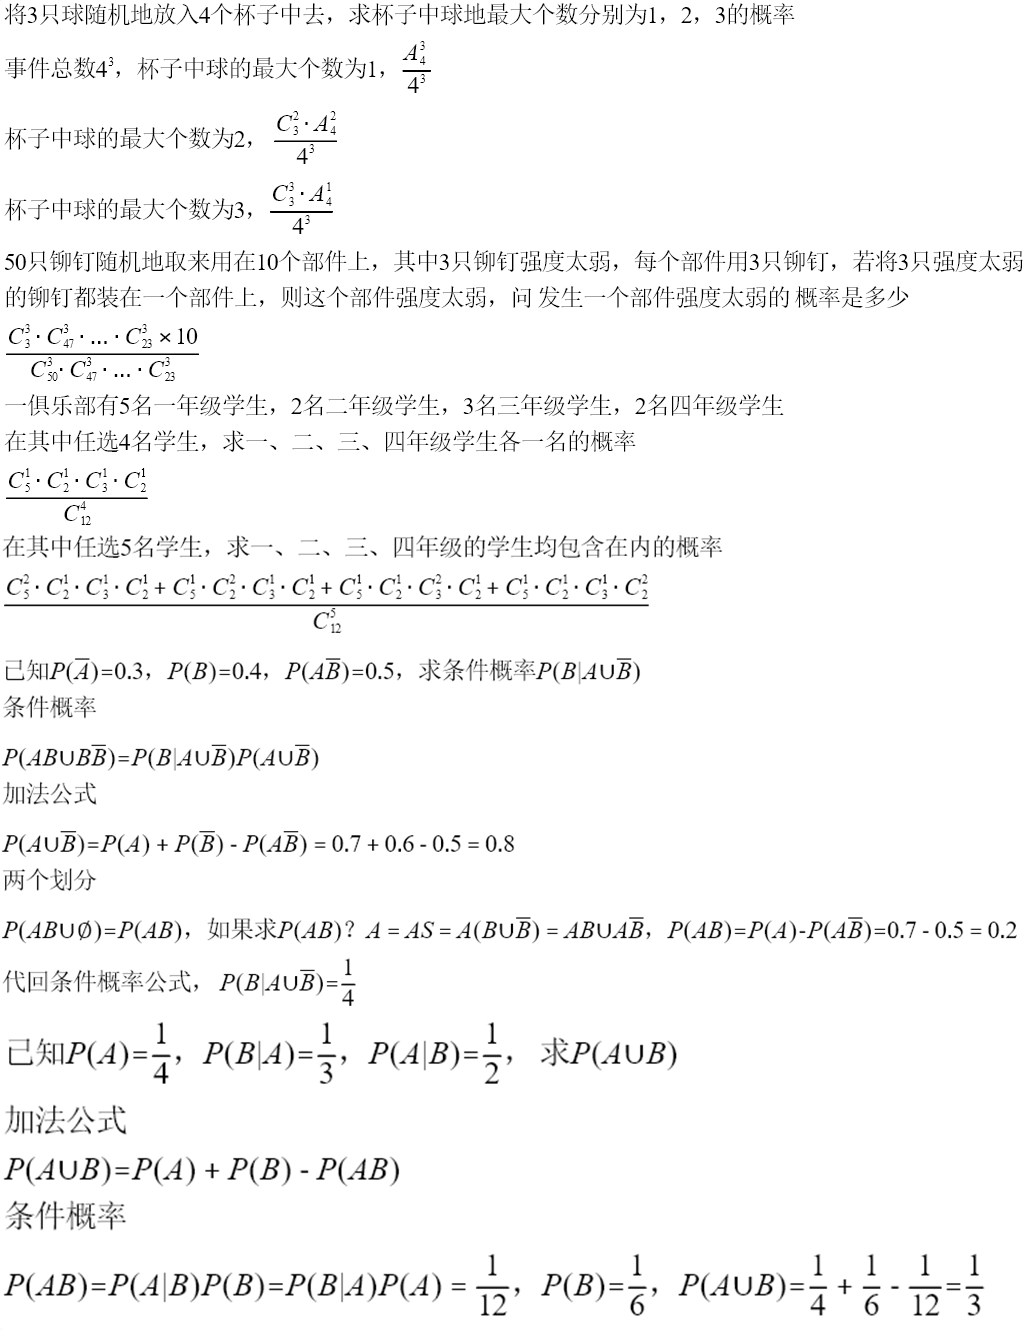 将3只球随机地放入4个杯子中去，求杯子中球地最大个数分别为1，2，3的概率
事件总数4³，杯子中球的最大个数为1，$\frac{A_4^3}{4^3}$
杯子中球的最大个数为2，$\frac{C_3^2 \cdot A_4^2}{4^3}$
杯子中球的最大个数为3，$\frac{C_3^3 \cdot A_4^1}{4^3}$
50只铆钉随机地取来用在10个部件上，其中3只铆钉强度太弱，每个部件用3只铆钉，若将3只强度太弱
的铆钉都装在一个部件上，则这个部件强度太弱，问 发生一个部件强度太弱的 概率是多少
$\frac{C_3^3 \cdot C_{47}^3 \cdot \ldots \cdot C_{23}^3 \times 10}{C_{50}^3 \cdot C_{47}^3 \cdot \ldots \cdot C_{23}^3}$
一俱乐部有5名一年级学生，2名二年级学生，3名三年级学生，2名四年级学生
在其中任选4名学生，求一、二、三、四年级学生各一名的概率
$\frac{C_5^1 \cdot C_2^1 \cdot C_3^1 \cdot C_2^1}{C_{12}^4}$
在其中任选5名学生，求一、二、三、四年级的学生均包含在内的概率
$\frac{C_5^2 \cdot C_2^1 \cdot C_3^1 \cdot C_2^1 + C_5^1 \cdot C_2^2 \cdot C_3^1 \cdot C_2^1 + C_5^1 \cdot C_2^1 \cdot C_3^2 \cdot C_2^1 + C_5^1 \cdot C_2^1 \cdot C_3^1 \cdot C_2^2}{C_{12}^5}$
已知$P(\overline{A})=0.3$，$P(B)=0.4$，$P(A\overline{B})=0.5$，求条件概率$P(B|A\cup\overline{B})$
条件概率
$P(AB\cup B\overline{B})=P(B|A\cup\overline{B})P(A\cup\overline{B})$
加法公式
$P(A\cup\overline{B})=P(A) + P(\overline{B}) - P(A\overline{B}) = 0.7 + 0.6 - 0.5 = 0.8$
两个划分
$P(AB\cup\emptyset)=P(AB)$，如果求$P(AB)$？$A = AS = A(B\cup\overline{B}) = AB\cup A\overline{B}$，$P(AB)=P(A)-P(A\overline{B})=0.7 - 0.5 = 0.2$
代回条件概率公式，$P(B|A\cup\overline{B})=\frac{1}{4}$
已知$P(A)=\frac{1}{4}$，$P(B|A)=\frac{1}{3}$，$P(A|B)=\frac{1}{2}$， 求$P(A\cup B)$
加法公式
$P(A\cup B)=P(A) + P(B) - P(AB)$
条件概率
$P(AB)=P(A|B)P(B)=P(B|A)P(A) = \frac{1}{12}$，$P(B)=\frac{1}{6}$，$P(A\cup B)=\frac{1}{4} + \frac{1}{6} - \frac{1}{12}=\frac{1}{3}$